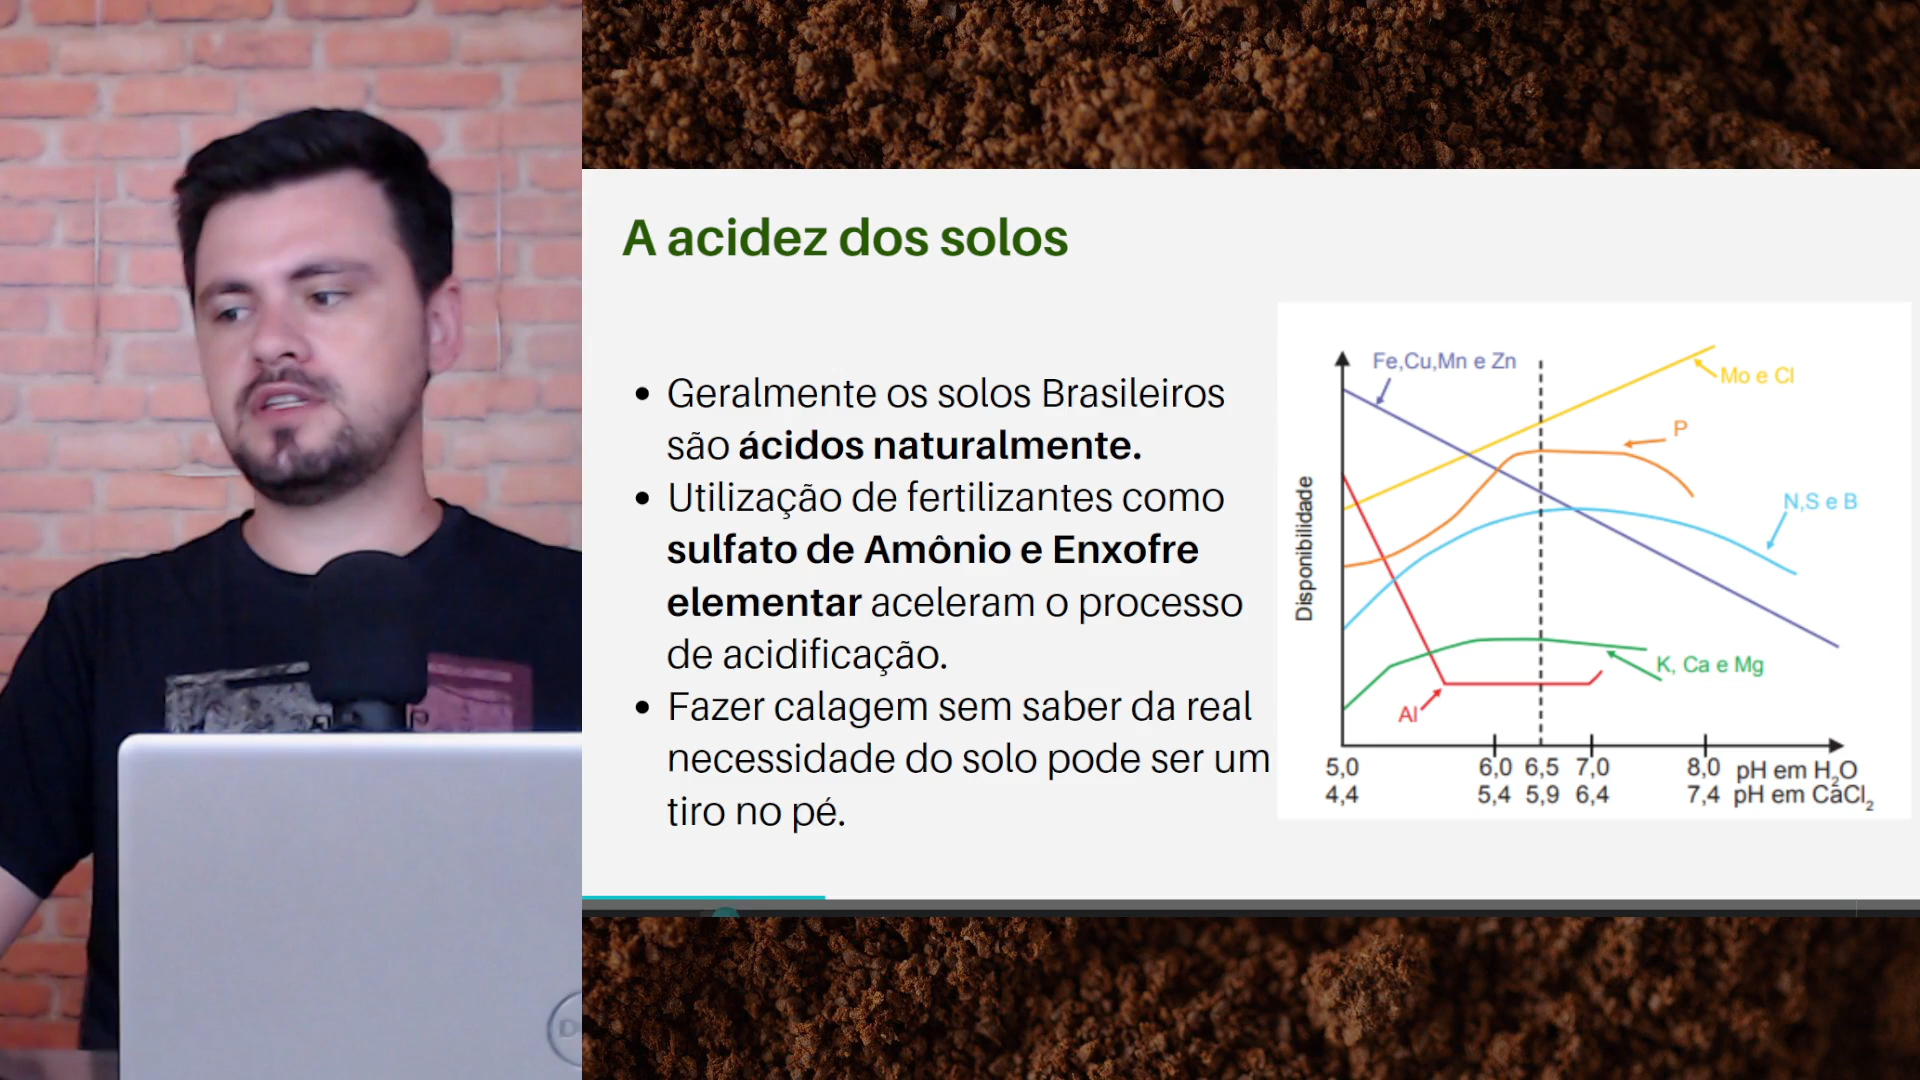 A acidez dos solos
Geralmente os solos Brasileiros
são ácidos naturalmente.
Utilização de fertilizantes como
sulfato de Amônio e Enxofre
elementar aceleram o processo
de acidificação.
Fazer calagem sem saber da real
necessidade do solo pode ser um
tiro no pé.
Disponibilidade
Fe,Cu,Mn e Zn
Mo e Cl
P
N,S e B
K, Ca e Mg
Al
5,0 6,0 6,5 7,0 8,0 pH em H₂O
4,4 5,4 5,9 6,4 7,4 pH em CaCl₂